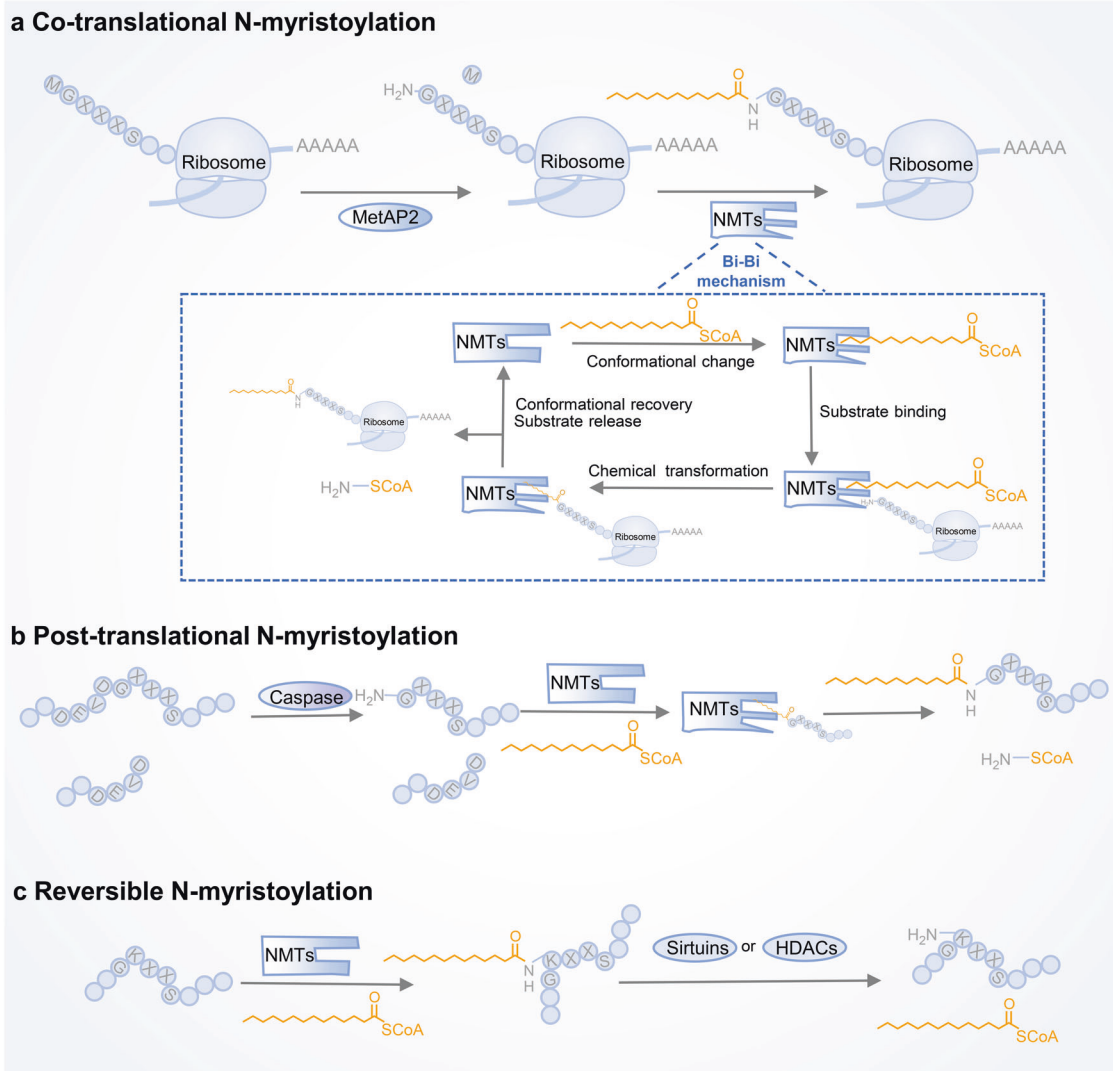 a Co-translational N-myristoylation
M G X X X S
Ribosome
AAAAA
MetAP2
M
H₂N G X X X S
Ribosome
AAAAA
NMTs
O
N
H
G X X X S
Ribosome
AAAAA
Bi-Bi
mechanism
NMTs
O
SCoA
Conformational change
NMTs
O
SCoA
Substrate binding
NMTs
O
SCoA
H₂N G X X X S
Ribosome
AAAAA
Chemical transformation
NMTs
O
G X X X S
Ribosome
AAAAA
Conformational recovery
Substrate release
O
N
H
G X X X S
Ribosome
AAAAA
H₂N—SCoA
b Post-translational N-myristoylation
D E V D G X X X S
D E V D
Caspase
H₂N G X X X S
D E V D
NMTs
O
SCoA
NMTs
O
G X X X S
O
N
H
G X X X S
H₂N—SCoA
c Reversible N-myristoylation
G K X X S
NMTs
O
SCoA
O
N
H
K X X S
G
Sirtuins or HDACs
H₂N
G K X X S
O
SCoA